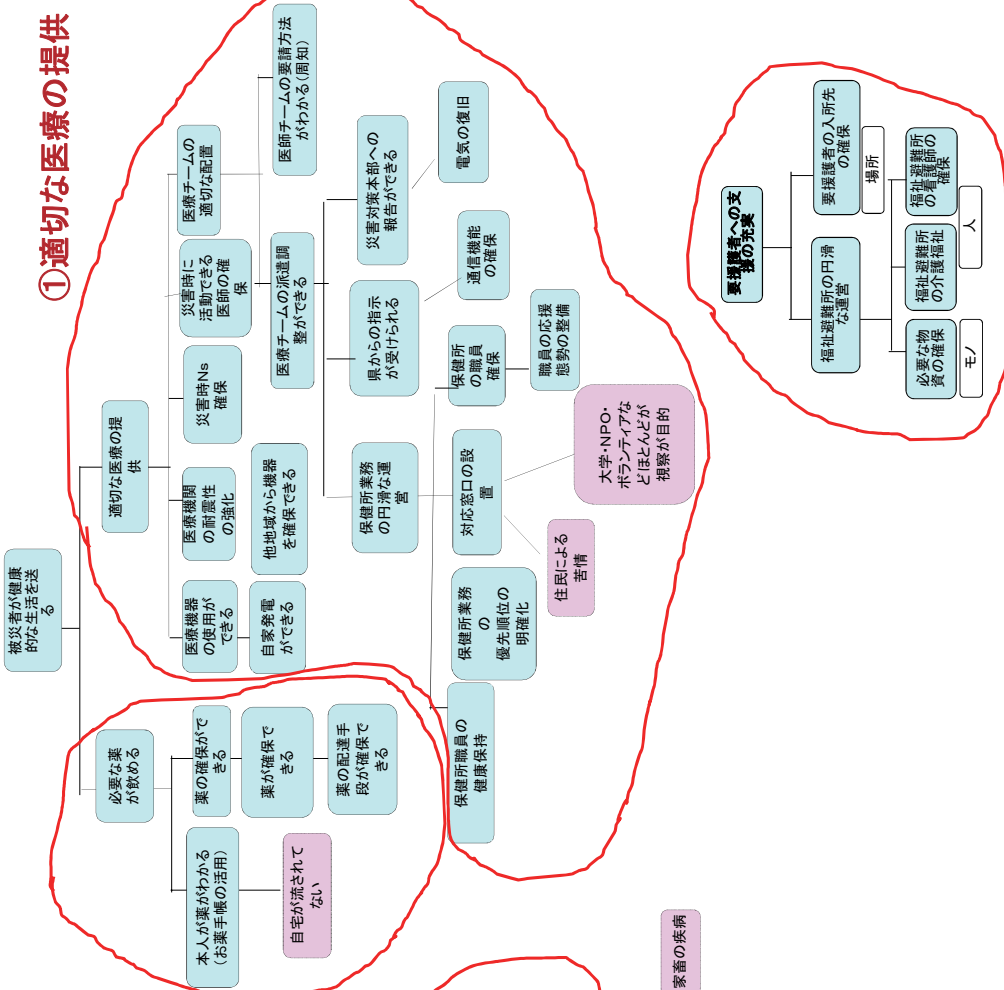 ①適切な医療の提供
被災者が健康
的な生活を送
る
必要な薬
が飲める
本人が薬がわかる
(お薬手帳の活用)
自宅が流されて
ない
薬の確保がで
きる
薬が確保で
きる
薬の配達手
段が確保で
きる
適切な医療の提
供
医療機器
の使用が
できる
自家発電
ができる
医療機関
の耐震性
の強化
他地域から機器
を確保できる
災害時Ns
確保
災害時に
活動できる
医師の確
保
医療チームの
適切な配置
医療チームの派遣調
整ができる
医師チームの要請方法
がわかる(周知)
保健所業務
の円滑な運
営
県からの指示
が受けられる
災害対策本部への
報告ができる
通信機能
の確保
電気の復旧
保健所職員の
健康保持
保健所業務
の
優先順位の
明確化
対応窓口の設
置
保健所
の職員
確保
職員の応援
態勢の整備
住民による
苦情
大学・NPO・
ボランティアな
どほとんどが
視察が目的
家畜の疾病
要援護者への支
援の充実
福祉避難所の円滑
な運営
要援護者の入所先
の確保
場所
必要な物
資の確保
モノ
福祉避難所
の介護福祉
福祉避難所
の看護師の
確保
人